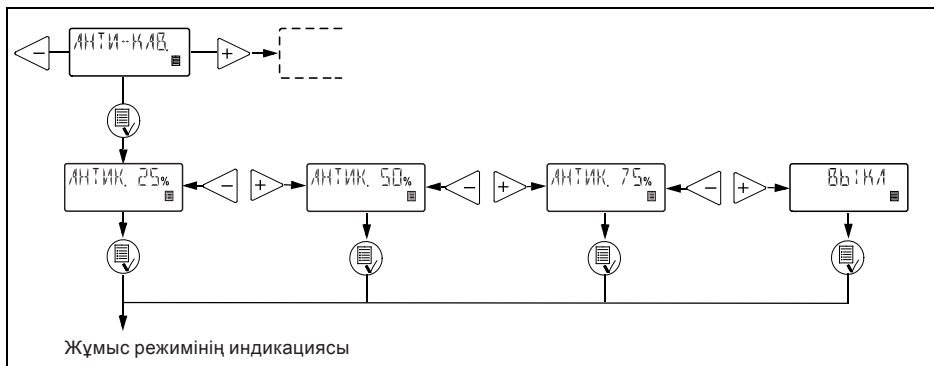 АНТИ-КАВ.
АНТИК. 25% АНТИК. 50% АНТИК. 75% ВЫКЛ
Жұмыс режимінің индикациясы